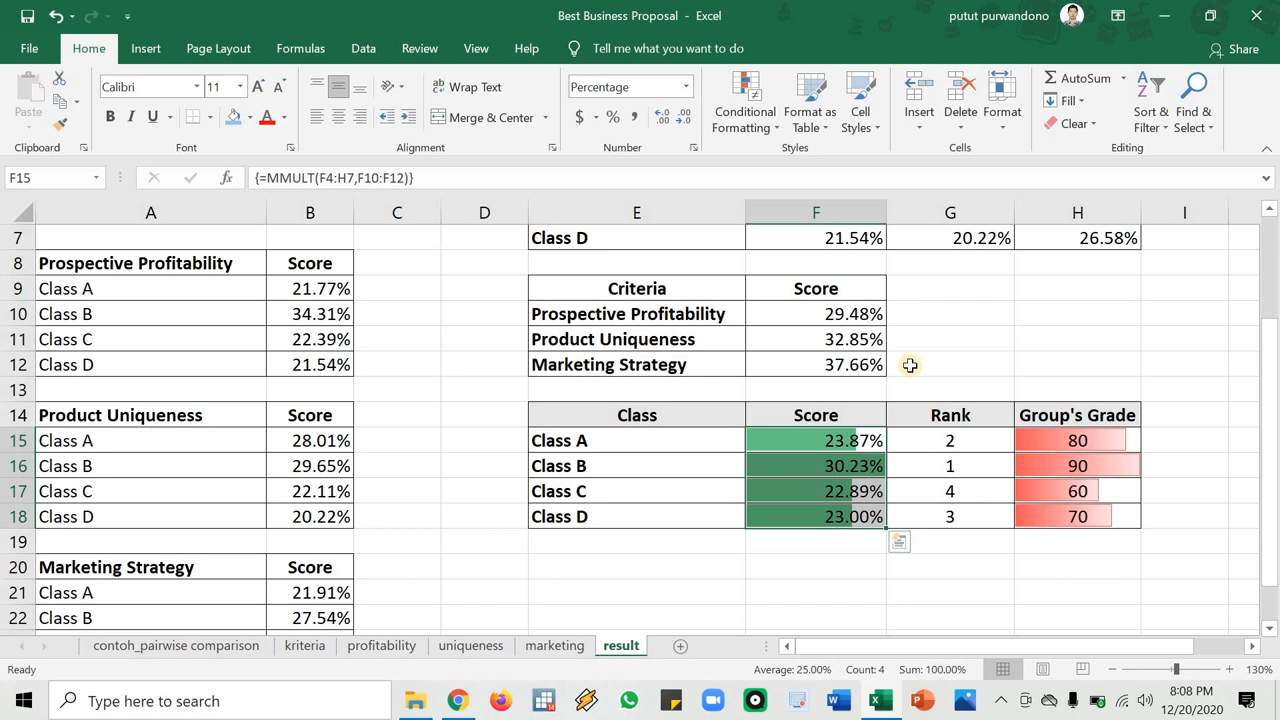 Best Business Proposal - Excel
putut purwandono
File Home Insert Page Layout Formulas Data Review View Help Tell me what you want to do Share
Paste
Calibri 11
B I U
Wrap Text
Merge & Center
Percentage
$ % ,
Conditional Formatting
Format as Table
Cell Styles
Insert Delete Format
AutoSum
Fill
Clear
Sort & Filter
Find & Select
Clipboard Font Alignment Number Styles Cells Editing
F15 fx {=MMULT(F4:H7,F10:F12)}
A B C D E F G H I
7 Class D 21.54% 20.22% 26.58%
8 Prospective Profitability Score
9 Class A 21.77% Criteria Score
10 Class B 34.31% Prospective Profitability 29.48%
11 Class C 22.39% Product Uniqueness 32.85%
12 Class D 21.54% Marketing Strategy 37.66%
13
14 Product Uniqueness Score Class Score Rank Group's Grade
15 Class A 28.01% Class A 23.87% 2 80
16 Class B 29.65% Class B 30.23% 1 90
17 Class C 22.11% Class C 22.89% 4 60
18 Class D 20.22% Class D 23.00% 3 70
19
20 Marketing Strategy Score
21 Class A 21.91%
22 Class B 27.54%
contoh_pairwise comparison kriteria profitability uniqueness marketing result
Ready Average: 25.00% Count: 4 Sum: 100.00% 130%
Type here to search
8:08 PM
12/20/2020